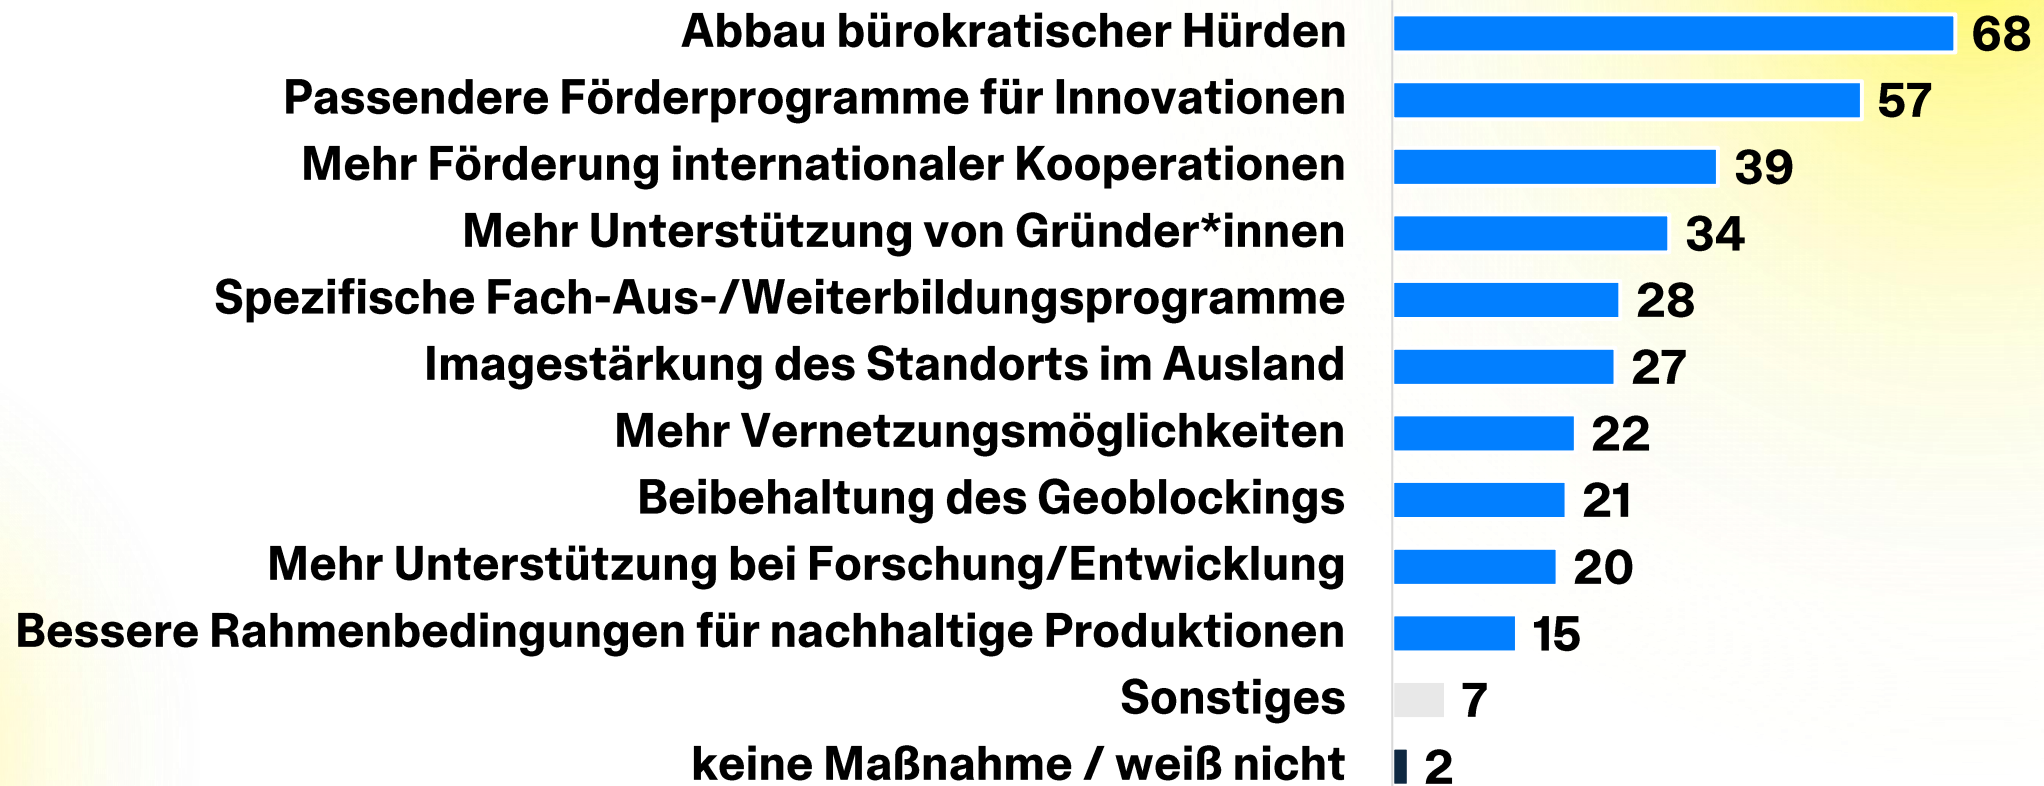 Abbau bürokratischer Hürden 68
Passendere Förderprogramme für Innovationen 57
Mehr Förderung internationaler Kooperationen 39
Mehr Unterstützung von Gründer*innen 34
Spezifische Fach-Aus-/Weiterbildungsprogramme 28
Imagestärkung des Standorts im Ausland 27
Mehr Vernetzungsmöglichkeiten 22
Beibehaltung des Geoblockings 21
Mehr Unterstützung bei Forschung/Entwicklung 20
Bessere Rahmenbedingungen für nachhaltige Produktionen 15
Sonstiges 7
keine Maßnahme / weiß nicht 2